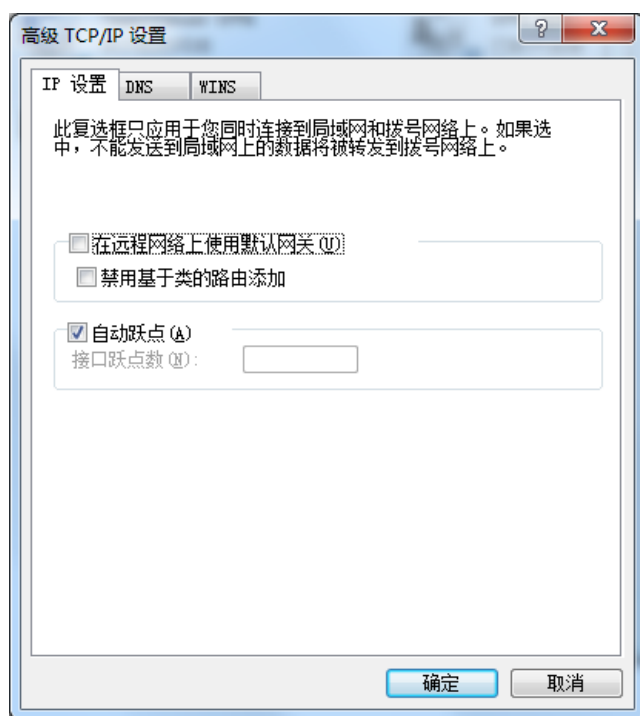 高级 TCP/IP 设置
IP 设置 DNS WINS
此复选框只应用于您同时连接到局域网和拨号网络上。如果选
中，不能发送到局域网上的数据将被转发到拨号网络上。
在远程网络上使用默认网关(U)
禁用基于类的路由添加
自动跃点(A)
接口跃点数(N):
确定 取消